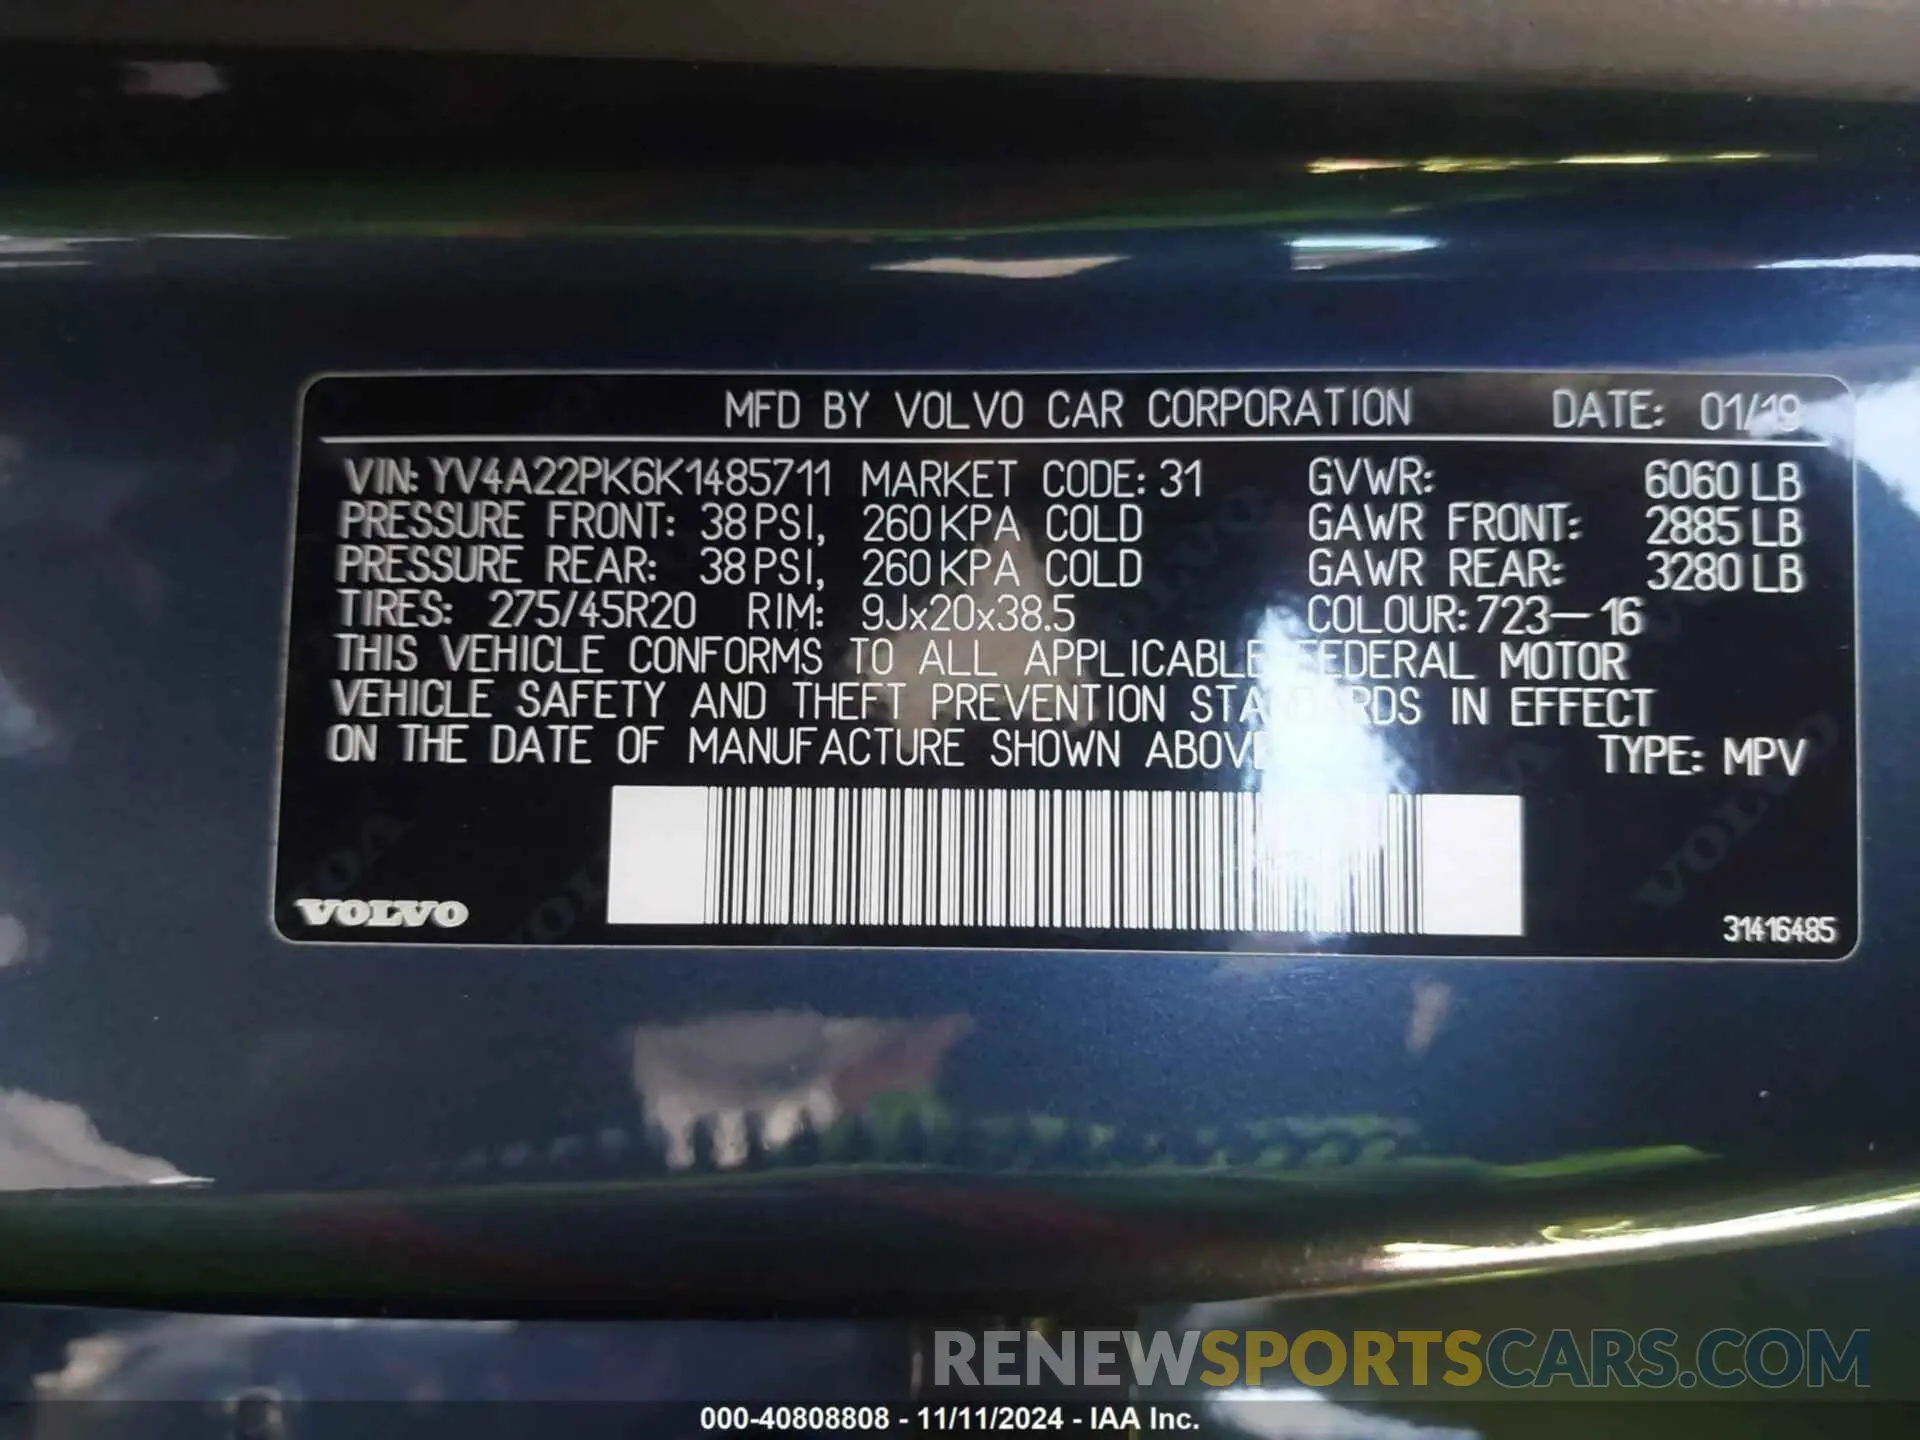 MFD BY VOLVO CAR CORPORATION DATE: 01/19
VIN: YV4A22PK6K1485711 MARKET CODE: 31 GVWR: 6060 LB
PRESSURE FRONT: 38 PSI, 260 KPA COLD GAWR FRONT: 2885 LB
PRESSURE REAR: 38 PSI, 260 KPA COLD GAWR REAR: 3280 LB
TIRES: 275/45R20 RIM: 9Jx20x38.5 COLOUR: 723-16
THIS VEHICLE CONFORMS TO ALL APPLICABLE FEDERAL MOTOR
VEHICLE SAFETY AND THEFT PREVENTION STANDARDS IN EFFECT
ON THE DATE OF MANUFACTURE SHOWN ABOVE TYPE: MPV
VOLVO 31416485
RENEWSPORTSCARS.COM
000-40808808 - 11/11/2024 - IAA Inc.